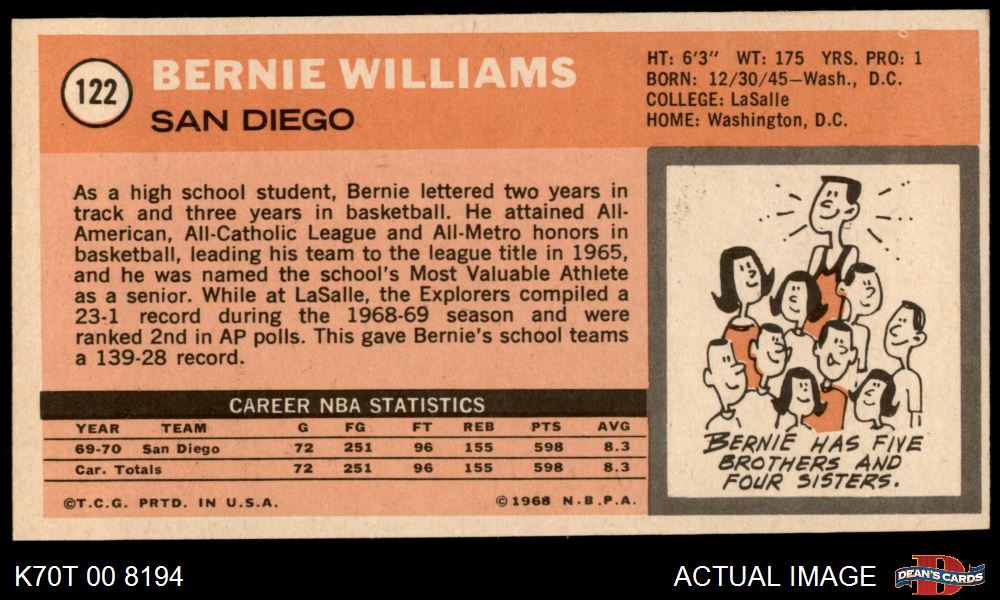 122
BERNIE WILLIAMS
SAN DIEGO
HT: 6'3" WT: 175 YRS. PRO: 1
BORN: 12/30/45—Wash., D.C.
COLLEGE: LaSalle
HOME: Washington, D.C.
As a high school student, Bernie lettered two years in
track and three years in basketball. He attained All-
American, All-Catholic League and All-Metro honors in
basketball, leading his team to the league title in 1965,
and he was named the school's Most Valuable Athlete
as a senior. While at LaSalle, the Explorers compiled a
23-1 record during the 1968-69 season and were
ranked 2nd in AP polls. This gave Bernie's school teams
a 139-28 record.
CAREER NBA STATISTICS
YEAR TEAM G FG FT REB PTS AVG
69-70 San Diego 72 251 96 155 598 8.3
Car. Totals 72 251 96 155 598 8.3
©T.C.G. PRTD. IN U.S.A. ©1968 N.B.P.A.
BERNIE HAS FIVE
BROTHERS AND
FOUR SISTERS.
K70T 00 8194
ACTUAL IMAGE
D
DEAN'S CARDS